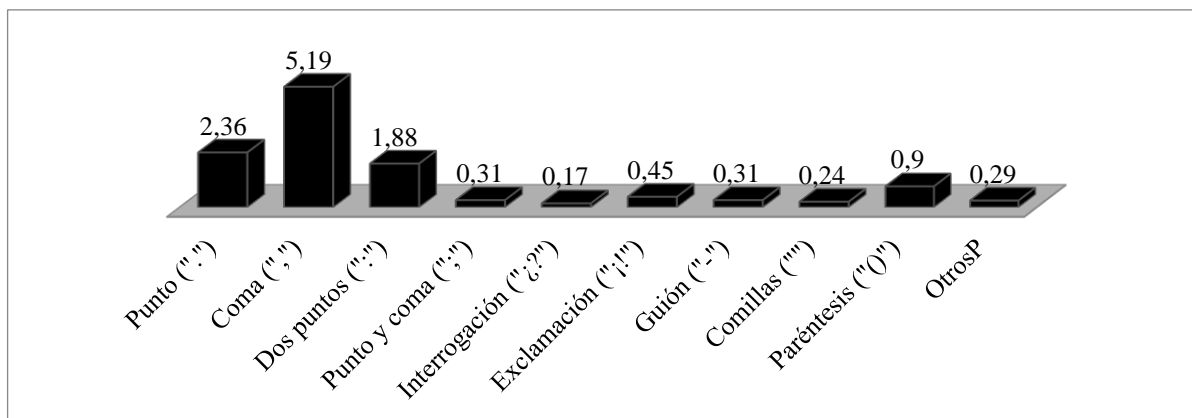 5,19
2,36
1,88
0,31
0,17
0,45
0,31
0,24
0,9
0,29
Punto (".")
Coma (",")
Dos puntos (":")
Punto y coma (";")
Interrogación ("¿?")
Exclamación ("¡!")
Guión ("-")
Comillas ("")
Paréntesis ("()")
OtrosP